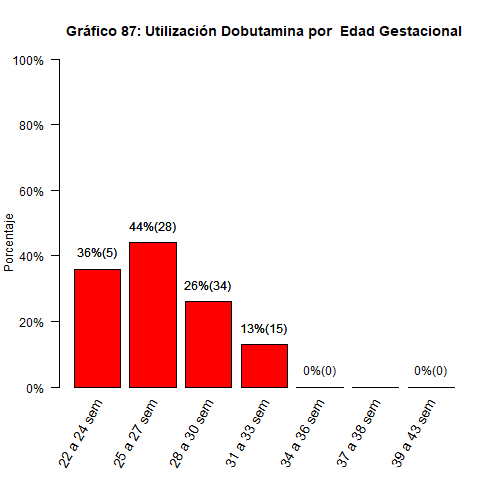 Gráfico 87: Utilización Dobutamina por  Edad Gestacional
100%
80%
60%
40%
20%
0%
Porcentaje
36%(5)
44%(28)
26%(34)
13%(15)
0%(0)
0%(0)
22 a 24 sem
25 a 27 sem
28 a 30 sem
31 a 33 sem
34 a 36 sem
37 a 38 sem
39 a 43 sem